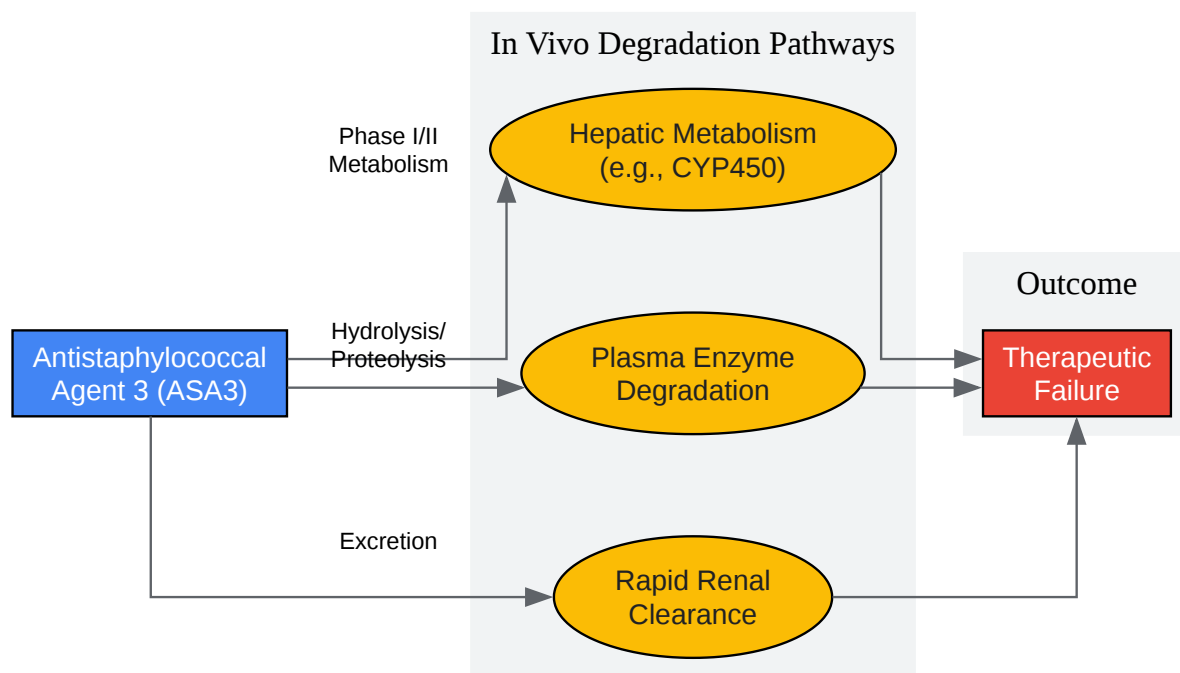 In Vivo Degradation Pathways
Phase I/II
Metabolism
Hepatic Metabolism
(e.g., CYP450)
Outcome
Antistaphylococcal
Agent 3 (ASA3)
Hydrolysis/
Proteolysis
Plasma Enzyme
Degradation
Therapeutic
Failure
Excretion
Rapid Renal
Clearance